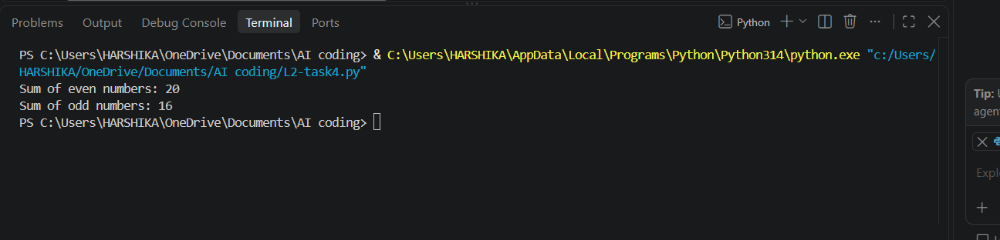 Problems Output Debug Console Terminal Ports
Python
PS C:\Users\HARSHIKA\OneDrive\Documents\AI coding> & C:\Users\HARSHIKA\AppData\Local\Programs\Python\Python314\python.exe "c:/Users/
HARSHIKA/OneDrive/Documents/AI coding/L2-task4.py"
Sum of even numbers: 20
Sum of odd numbers: 16
PS C:\Users\HARSHIKA\OneDrive\Documents\AI coding>
Tip:
agent
Expl